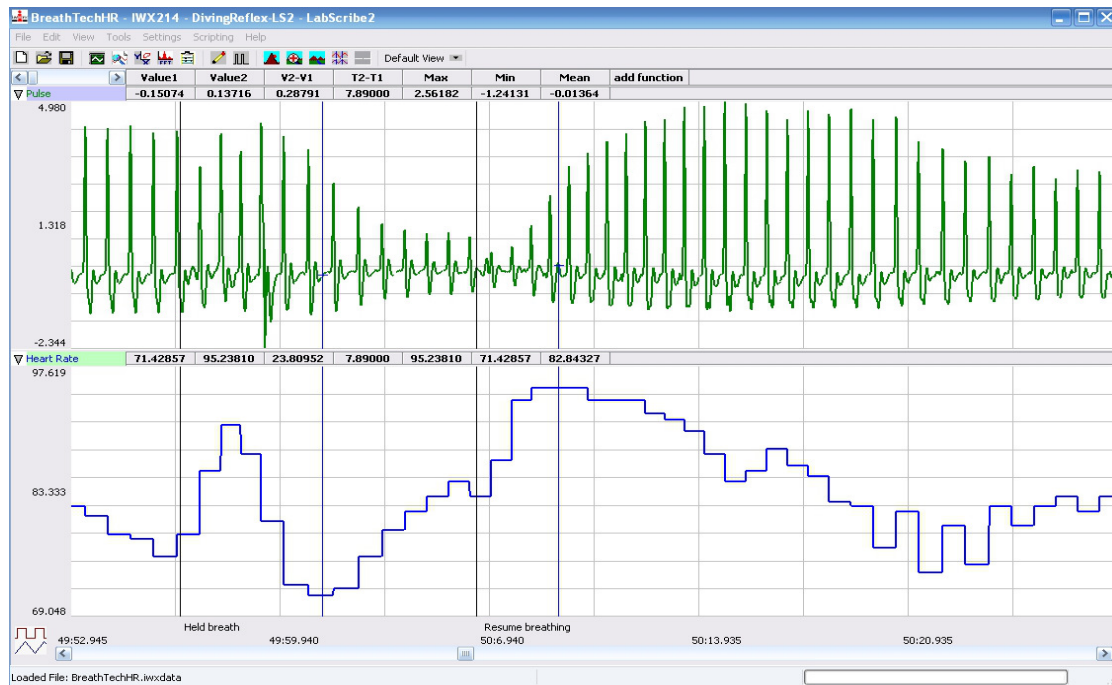 BreathTechHR - IWX214 - DivingReflex-LS2 - LabScribe2
File Edit View Tools Settings Scripting Help
Default View
Value1 Value2 V2-V1 T2-T1 Max Min Mean add function
Pulse -0.15074 0.13716 0.28791 7.89000 2.56182 -1.24131 -0.01364
4.980
1.318
-2.344
Heart Rate 71.42857 95.23810 23.80952 7.89000 95.23810 71.42857 82.84327
97.619
83.333
69.048
Held breath Resume breathing
49:52.945 49:59.940 50:6.940 50:13.935 50:20.935
Loaded File: BreathTechHR.iwxdata